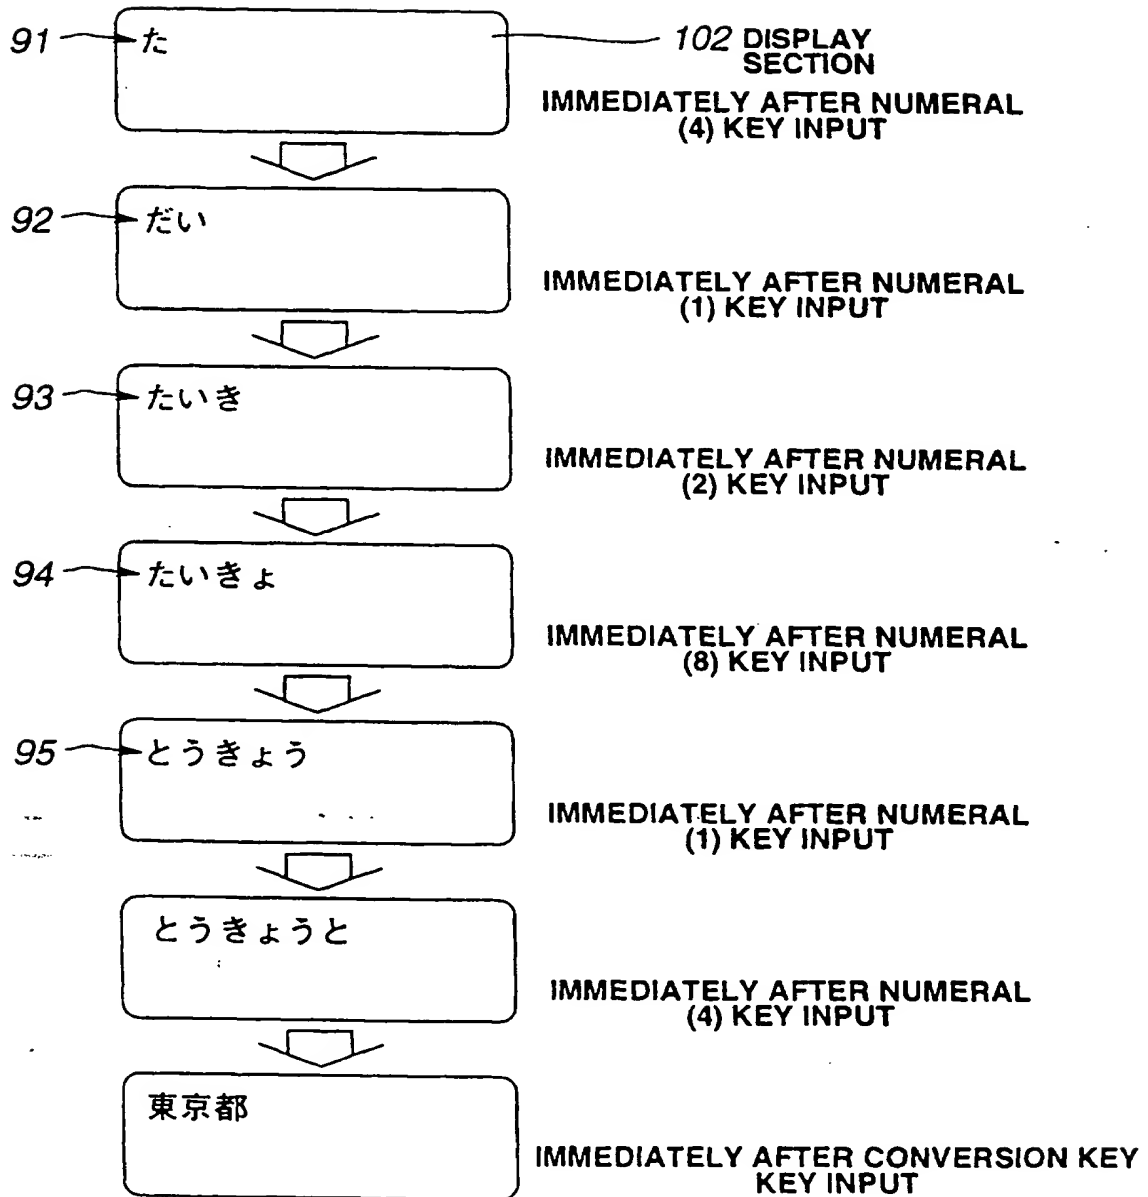 91 た 102 DISPLAY
SECTION
IMMEDIATELY AFTER NUMERAL
(4) KEY INPUT
92 だい
IMMEDIATELY AFTER NUMERAL
(1) KEY INPUT
93 たいき
IMMEDIATELY AFTER NUMERAL
(2) KEY INPUT
94 たいきょ
IMMEDIATELY AFTER NUMERAL
(8) KEY INPUT
95 とうきょう
IMMEDIATELY AFTER NUMERAL
(1) KEY INPUT
とうきょうと
IMMEDIATELY AFTER NUMERAL
(4) KEY INPUT
東京都
IMMEDIATELY AFTER CONVERSION KEY
KEY INPUT